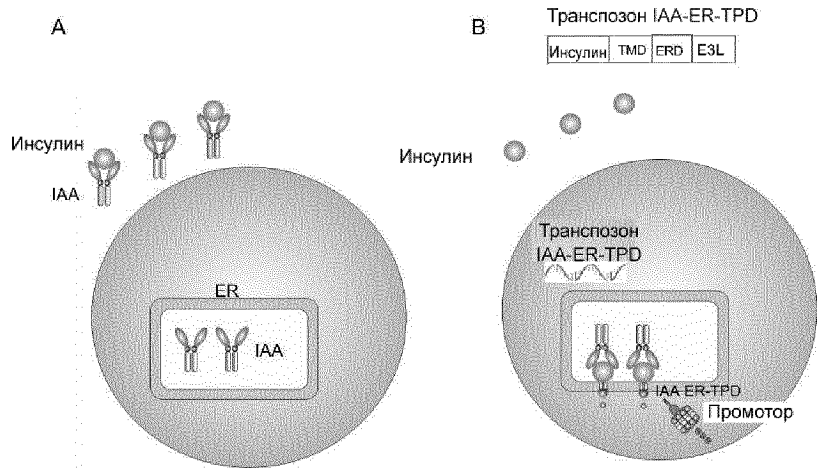 A
Инсулин
IAA
ER
IAA
B
Транспозон IAA-ER-TPD
Инсулин TMD ERD E3L
Инсулин
Транспозон
IAA-ER-TPD
IAA ER-TPD
Промотор